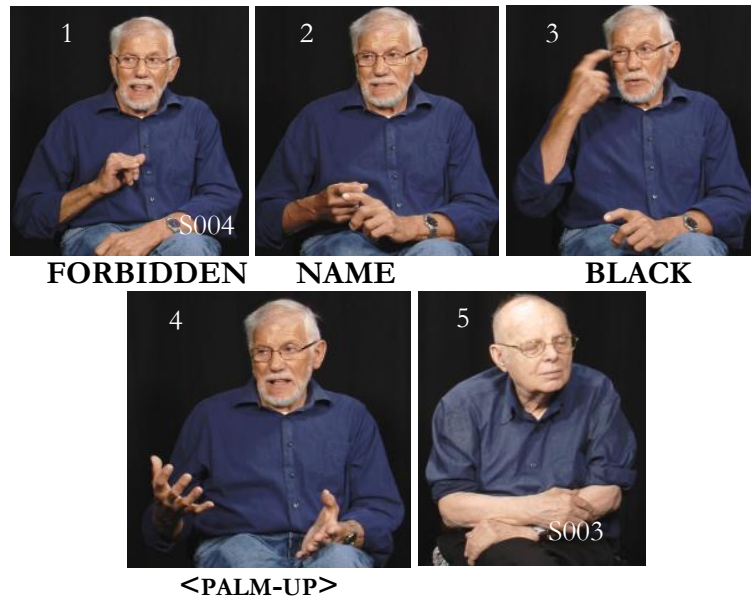 1 2 3
S004
FORBIDDEN NAME BLACK
4 5
S003
<PALM-UP>